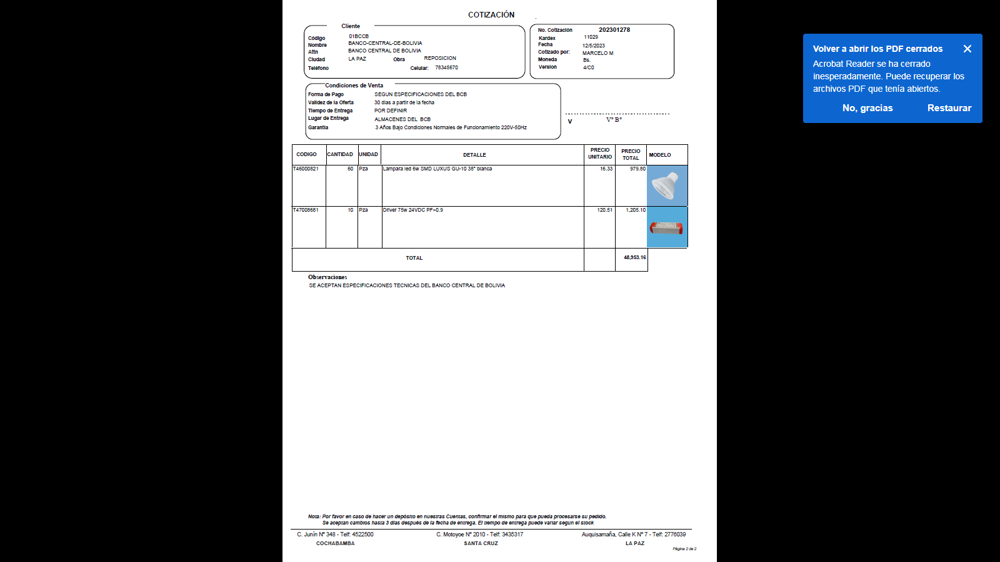 COTIZACIÓN
Cliente
Código 01BCCB
Nombre BANCO-CENTRAL-DE-BOLIVIA
Attn BANCO CENTRAL DE BOLIVIA
Ciudad LA PAZ Obra REPOSICION
Teléfono Celular: 78345670
No. Cotización 202301278
Kardex 11029
Fecha 12/5/2023
Cotizado por: MARCELO M
Moneda Bs.
Version 4/C0
Condiciones de Venta
Forma de Pago SEGUN ESPECIFICACIONES DEL BCB
Validez de la Oferta 30 dias a partir de la fecha
Tiempo de Entrega POR DEFINIR
Lugar de Entrega ALMACENES DEL BCB
Garantia 3 Años Bajo Condiciones Normales de Funcionamiento 220V-50Hz
V V° B°
CODIGO CANTIDAD UNIDAD DETALLE PRECIO UNITARIO PRECIO TOTAL MODELO
T46000821 60 Pza Lampara led 6w SMD LUXUS GU-10 38° blanca 16.33 979.80
T47008681 10 Pza Driver 75w 24VDC PF>0.9 120.51 1,205.10
TOTAL 48,953.16
Observaciones
SE ACEPTAN ESPECIFICACIONES TECNICAS DEL BANCO CENTRAL DE BOLIVIA
Nota: Por favor en caso de hacer un depósito en nuestras Cuentas, confirmar el mismo para que pueda procesarse su pedido.
Se aceptan cambios hasta 3 dias después de la fecha de entrega. El tiempo de entrega puede variar segun el stock
C. Junín Nº 348 - Telf: 4522500 C. Motoyoe Nº 2010 - Telf: 3435317 Auquisamaña, Calle K Nº 7 - Telf: 2776039
COCHABAMBA SANTA CRUZ LA PAZ
Página 2 de 2
Volver a abrir los PDF cerrados
Acrobat Reader se ha cerrado
inesperadamente. Puede recuperar los
archivos PDF que tenía abiertos.
No, gracias Restaurar